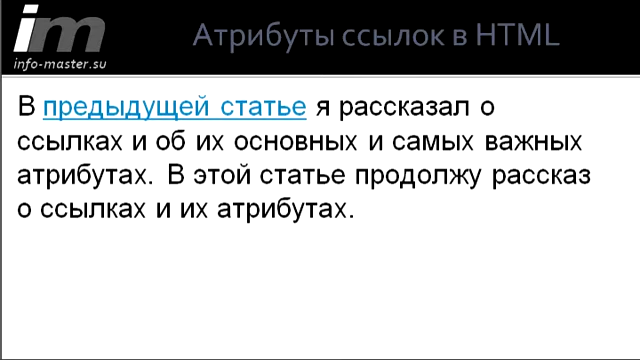 im
info-master.su
Атрибуты ссылок в HTML
В предыдущей статье я рассказал о
ссылках и об их основных и самых важных
атрибутах. В этой статье продолжу рассказ
о ссылках и их атрибутах.